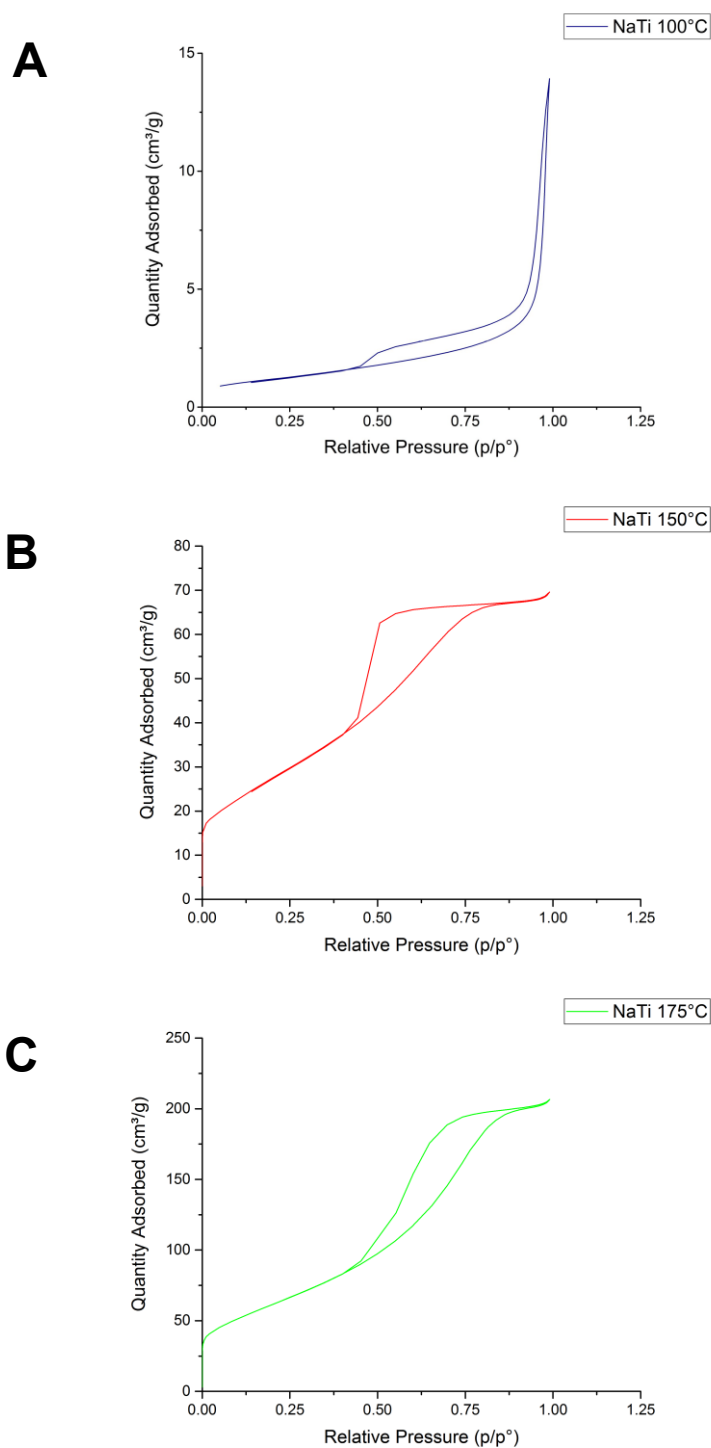 A
NaTi 100°C
Quantity Adsorbed (cm³/g)
15
10
5
0
0.00 0.25 0.50 0.75 1.00 1.25
Relative Pressure (p/p°)
B
NaTi 150°C
Quantity Adsorbed (cm³/g)
80
70
60
50
40
30
20
10
0
0.00 0.25 0.50 0.75 1.00 1.25
Relative Pressure (p/p°)
C
NaTi 175°C
Quantity Adsorbed (cm³/g)
250
200
150
100
50
0
0.00 0.25 0.50 0.75 1.00 1.25
Relative Pressure (p/p°)